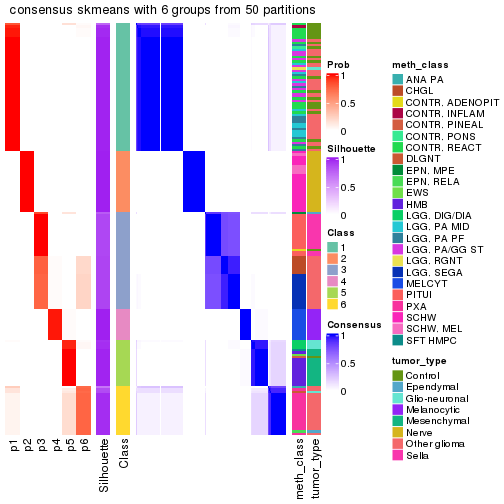 consensus skmeans with 6 groups from 50 partitions
Prob
1
0.5
0
Silhouette
1
0.5
0
Class
1
2
3
4
5
6
Consensus
1
0.5
0
meth_class
ANA PA
CHGL
CONTR. ADENOPIT
CONTR. INFLAM
CONTR. PINEAL
CONTR. PONS
CONTR. REACT
DLGNT
EPN. MPE
EPN. RELA
EWS
HMB
LGG. DIG/DIA
LGG. PA MID
LGG. PA PF
LGG. PA/GG ST
LGG. RGNT
LGG. SEGA
MELCYT
PITUI
PXA
SCHW
SCHW. MEL
SFT HMPC
tumor_type
Control
Ependymal
Glio-neuronal
Melanocytic
Mesenchymal
Nerve
Other glioma
Sella
p1
p2
p3
p4
p5
p6
Silhouette
Class
meth_class
tumor_type